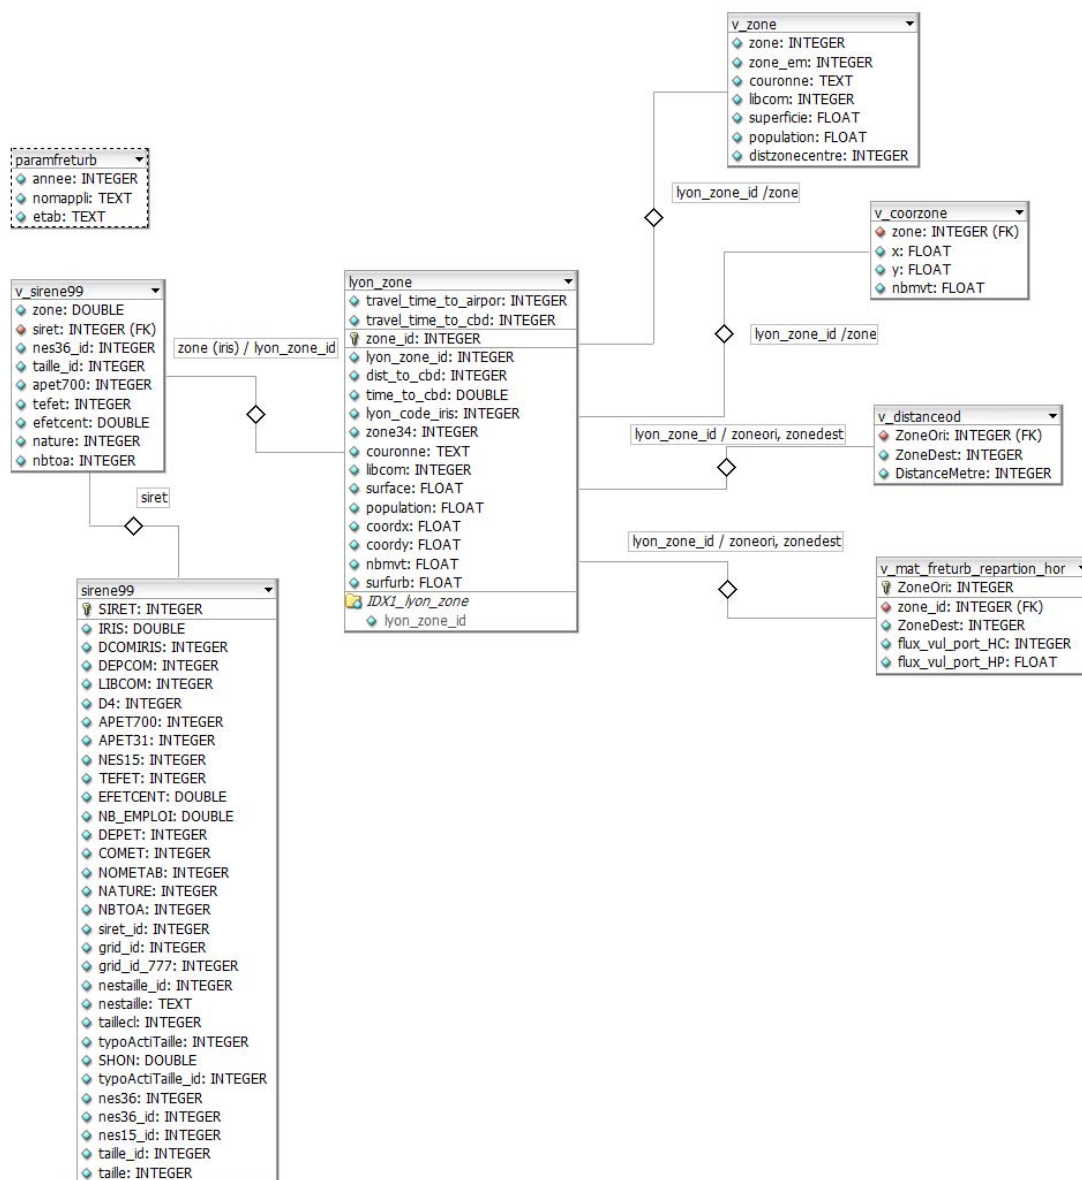 v_zone
zone: INTEGER
zone_em: INTEGER
couronne: TEXT
libcom: INTEGER
superficie: FLOAT
population: FLOAT
distzonecentre: INTEGER
paramfreturb
annee: INTEGER
nomappli: TEXT
etab: TEXT
lyon_zone_id /zone
v_coorzone
zone: INTEGER (FK)
x: FLOAT
y: FLOAT
nbmvt: FLOAT
v_sirene99
zone: DOUBLE
siret: INTEGER (FK)
nes36_id: INTEGER
taille_id: INTEGER
apet700: INTEGER
tefet: INTEGER
efetcent: DOUBLE
nature: INTEGER
nbtoa: INTEGER
zone (iris) / lyon_zone_id
lyon_zone
travel_time_to_airpor: INTEGER
travel_time_to_cbd: INTEGER
zone_id: INTEGER
lyon_zone_id: INTEGER
dist_to_cbd: INTEGER
time_to_cbd: DOUBLE
lyon_code_iris: INTEGER
zone34: INTEGER
couronne: TEXT
libcom: INTEGER
surface: FLOAT
population: FLOAT
coordx: FLOAT
coordy: FLOAT
nbmvt: FLOAT
surfurb: FLOAT
IDX1_lyon_zone
lyon_zone_id
lyon_zone_id /zone
lyon_zone_id / zoneori, zonedest
v_distanceod
ZoneOri: INTEGER (FK)
ZoneDest: INTEGER
DistanceMetre: INTEGER
lyon_zone_id / zoneori, zonedest
v_mat_freturb_repartion_hor
ZoneOri: INTEGER
zone_id: INTEGER (FK)
ZoneDest: INTEGER
flux_vul_port_HC: INTEGER
flux_vul_port_HP: FLOAT
siret
sirene99
SIRET: INTEGER
IRIS: DOUBLE
DCOMIRIS: INTEGER
DEPCOM: INTEGER
LIBCOM: INTEGER
D4: INTEGER
APET700: INTEGER
APET31: INTEGER
NES15: INTEGER
TEFET: INTEGER
EFETCENT: DOUBLE
NB_EMPLOI: DOUBLE
DEPET: INTEGER
COMET: INTEGER
NOMETAB: INTEGER
NATURE: INTEGER
NBTOA: INTEGER
siret_id: INTEGER
grid_id: INTEGER
grid_id_777: INTEGER
nestaille_id: INTEGER
nestaille: TEXT
taillecl: INTEGER
typoActiTaille: INTEGER
SHON: DOUBLE
typoActiTaille_id: INTEGER
nes36: INTEGER
nes36_id: INTEGER
nes15_id: INTEGER
taille_id: INTEGER
taille: INTEGER